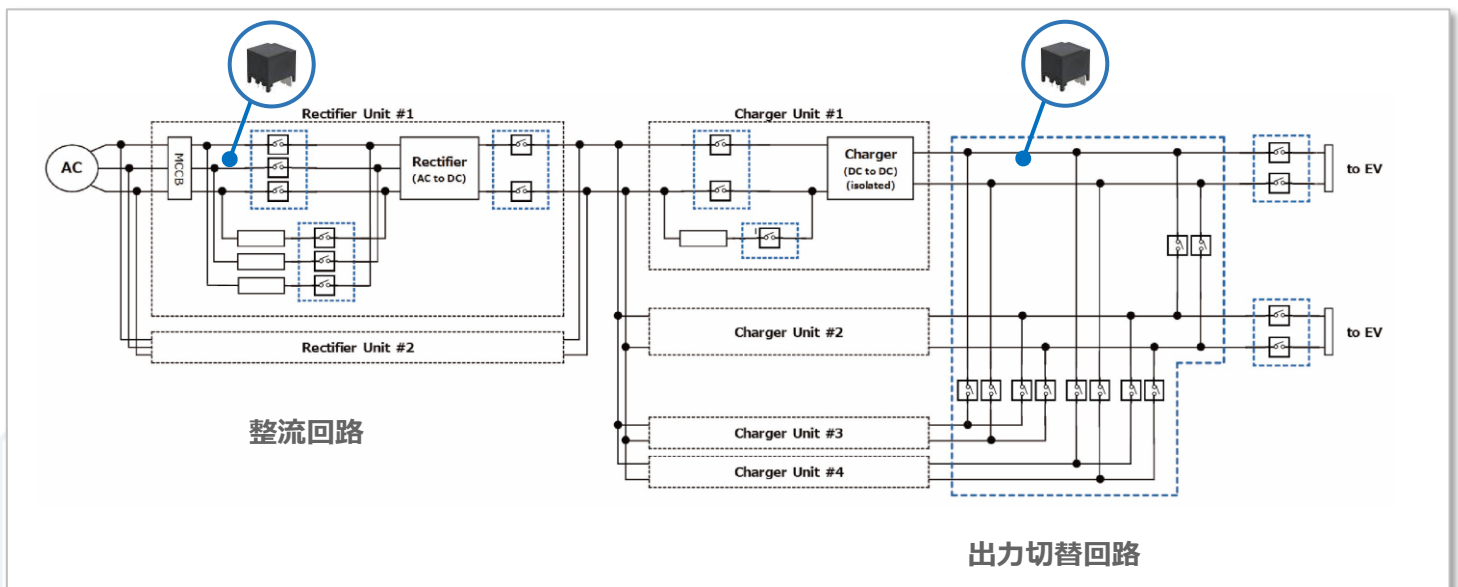 Rectifier Unit #1
Charger Unit #1
AC
MCCB
Rectifier
(AC to DC)
Charger
(DC to DC)
(isolated)
to EV
Rectifier Unit #2
Charger Unit #2
to EV
整流回路
Charger Unit #3
Charger Unit #4
出力切替回路